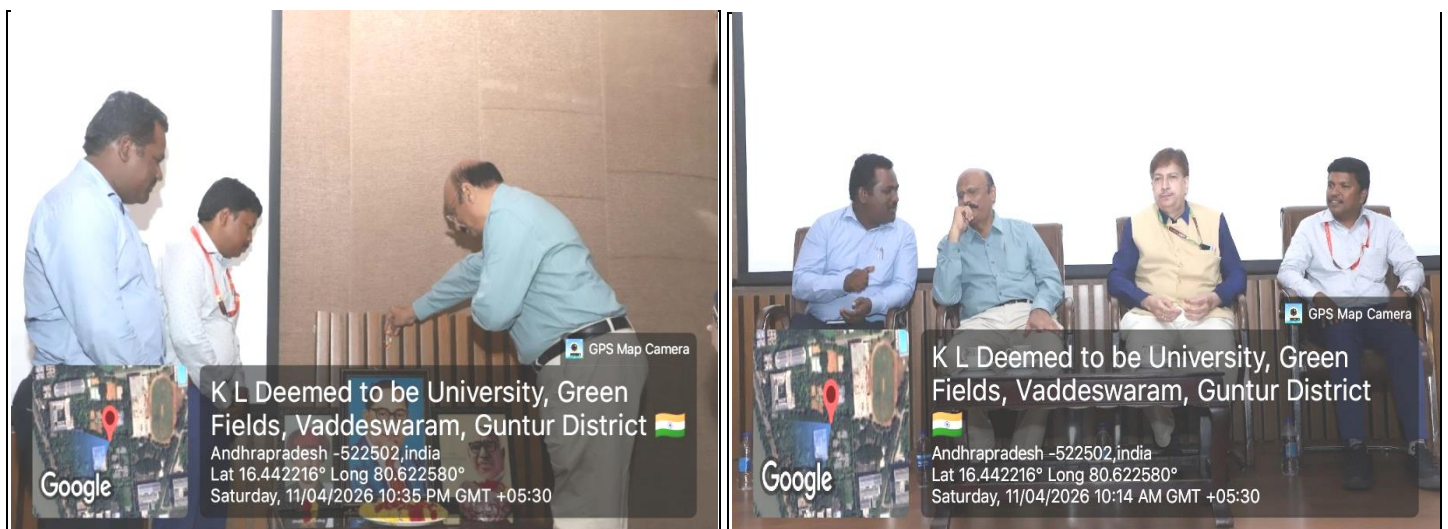 GPS Map Camera
K L Deemed to be University, Green
Fields, Vaddeswaram, Guntur District 🇮🇳
Andhrapradesh -522502,india
Lat 16.442216° Long 80.622580°
Saturday, 11/04/2026 10:35 PM GMT +05:30
Google
GPS Map Camera
K L Deemed to be University, Green
Fields, Vaddeswaram, Guntur District
🇮🇳
Andhrapradesh -522502,india
Lat 16.442216° Long 80.622580°
Saturday, 11/04/2026 10:14 AM GMT +05:30
Google